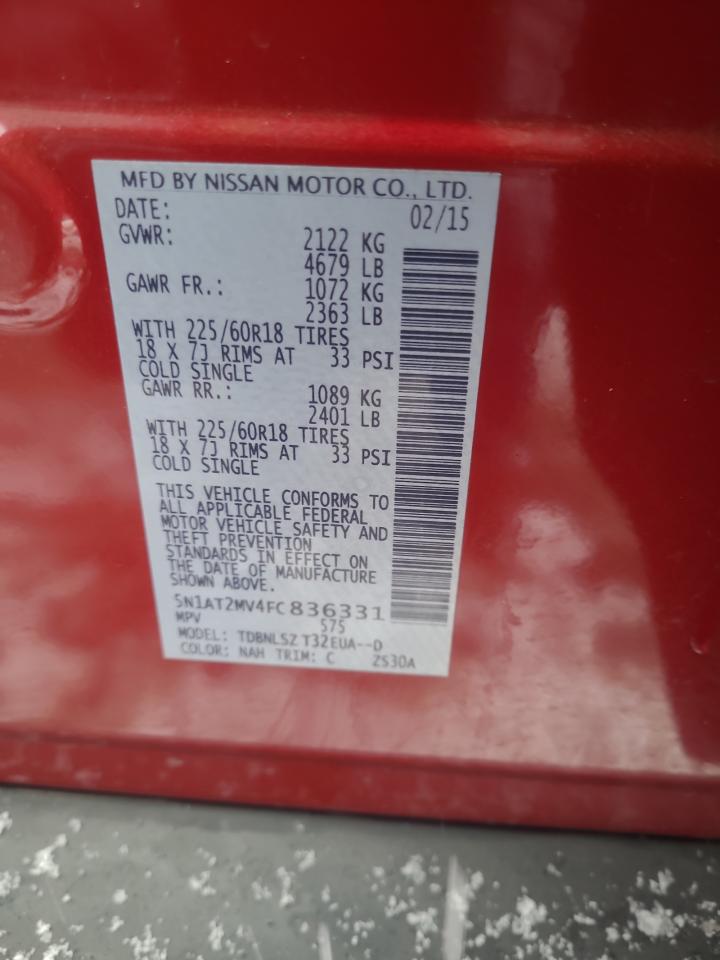 MFD BY NISSAN MOTOR CO., LTD.
DATE: 02/15
GVWR: 2122 KG
4679 LB
GAWR FR.: 1072 KG
2363 LB
WITH 225/60R18 TIRES
18 X 7J RIMS AT 33 PSI
COLD SINGLE
GAWR RR.: 1089 KG
2401 LB
WITH 225/60R18 TIRES
18 X 7J RIMS AT 33 PSI
COLD SINGLE
THIS VEHICLE CONFORMS TO
ALL APPLICABLE FEDERAL
MOTOR VEHICLE SAFETY AND
THEFT PREVENTION
STANDARDS IN EFFECT ON
THE DATE OF MANUFACTURE
SHOWN ABOVE.
5N1AT2MV4FC836331
MPV 575
MODEL: TDBNLSZ T32EUA--D
COLOR: NAH TRIM: C ZS30A